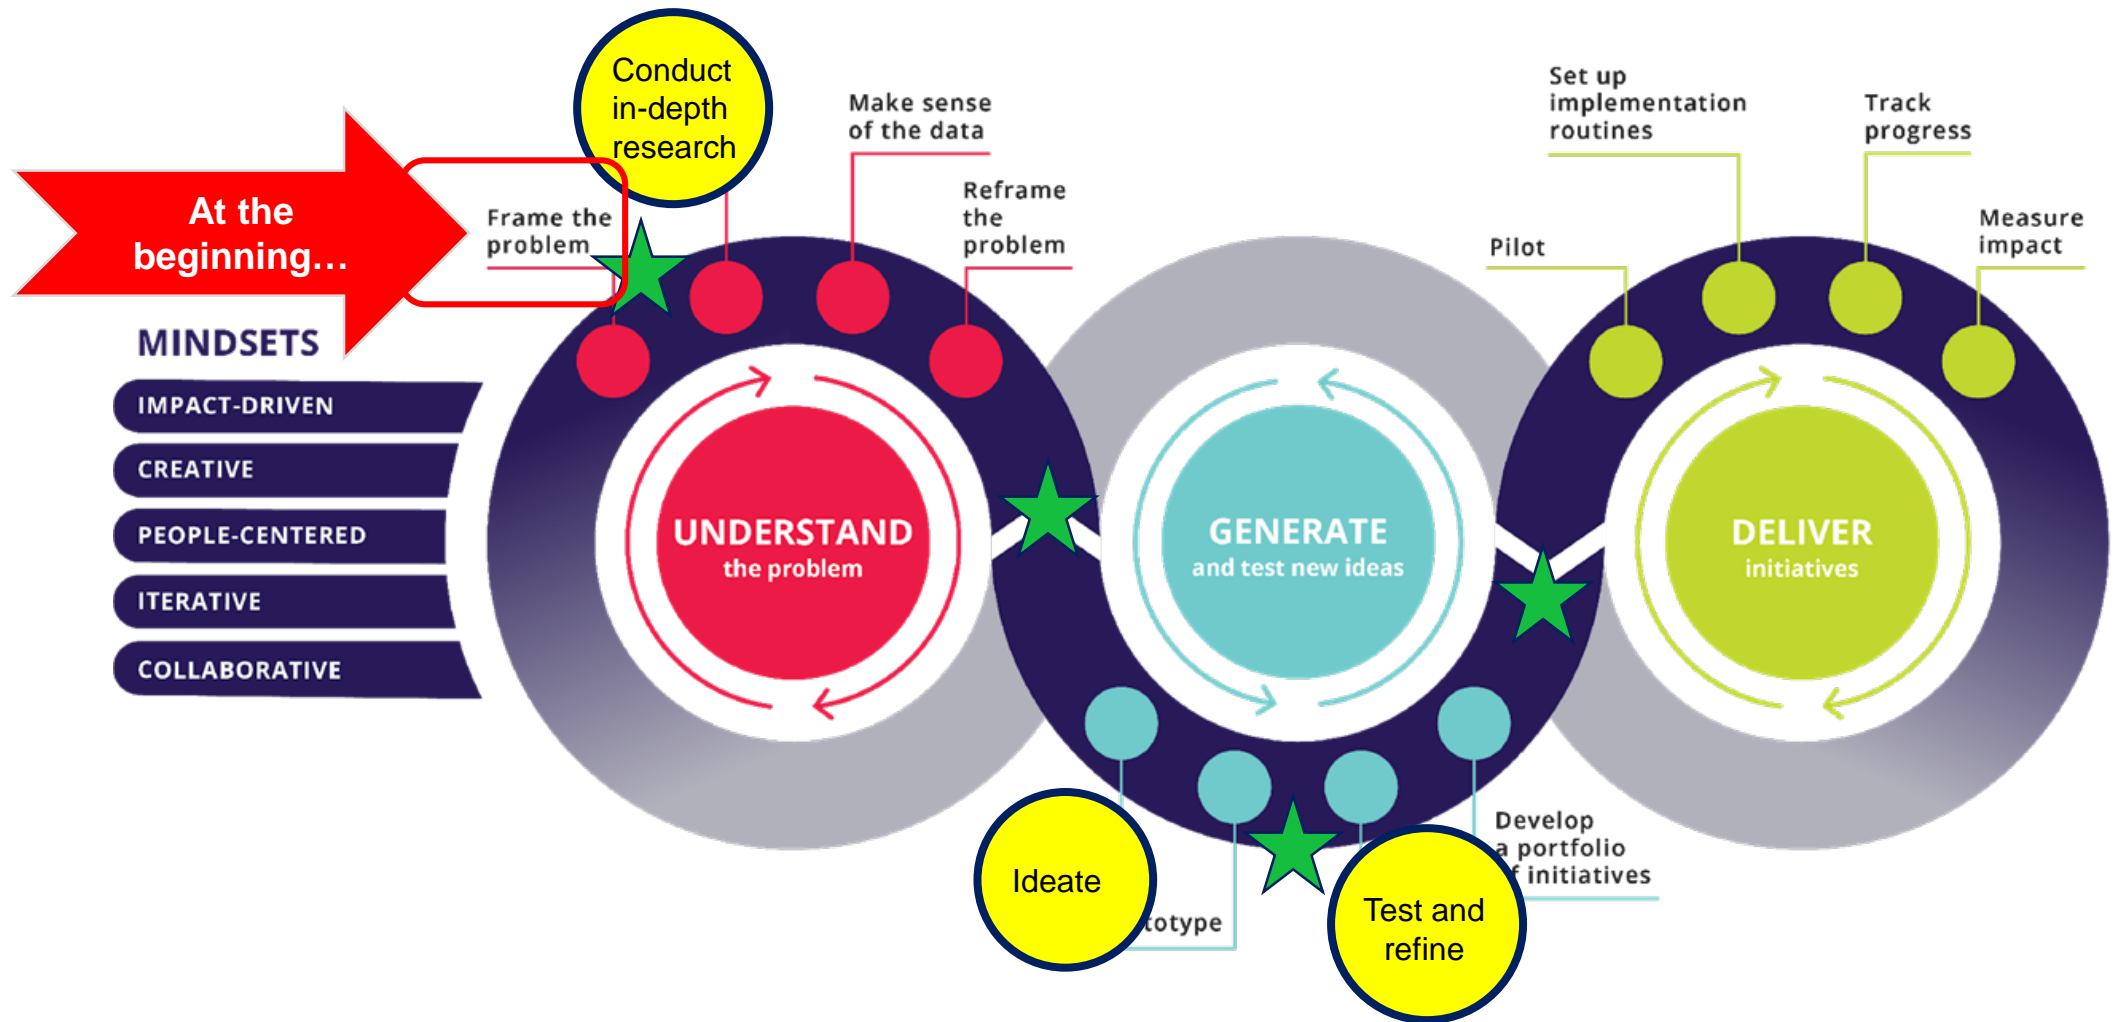 At the
beginning…
Conduct
in-depth
research
Frame the
problem
Make sense
of the data
Reframe
the
problem
Set up
implementation
routines
Track
progress
Pilot
Measure
impact
MINDSETS
IMPACT-DRIVEN
CREATIVE
PEOPLE-CENTERED
ITERATIVE
COLLABORATIVE
UNDERSTAND
the problem
GENERATE
and test new ideas
DELIVER
initiatives
Ideate
totype
Test and
refine
Develop
a portfolio
f initiatives